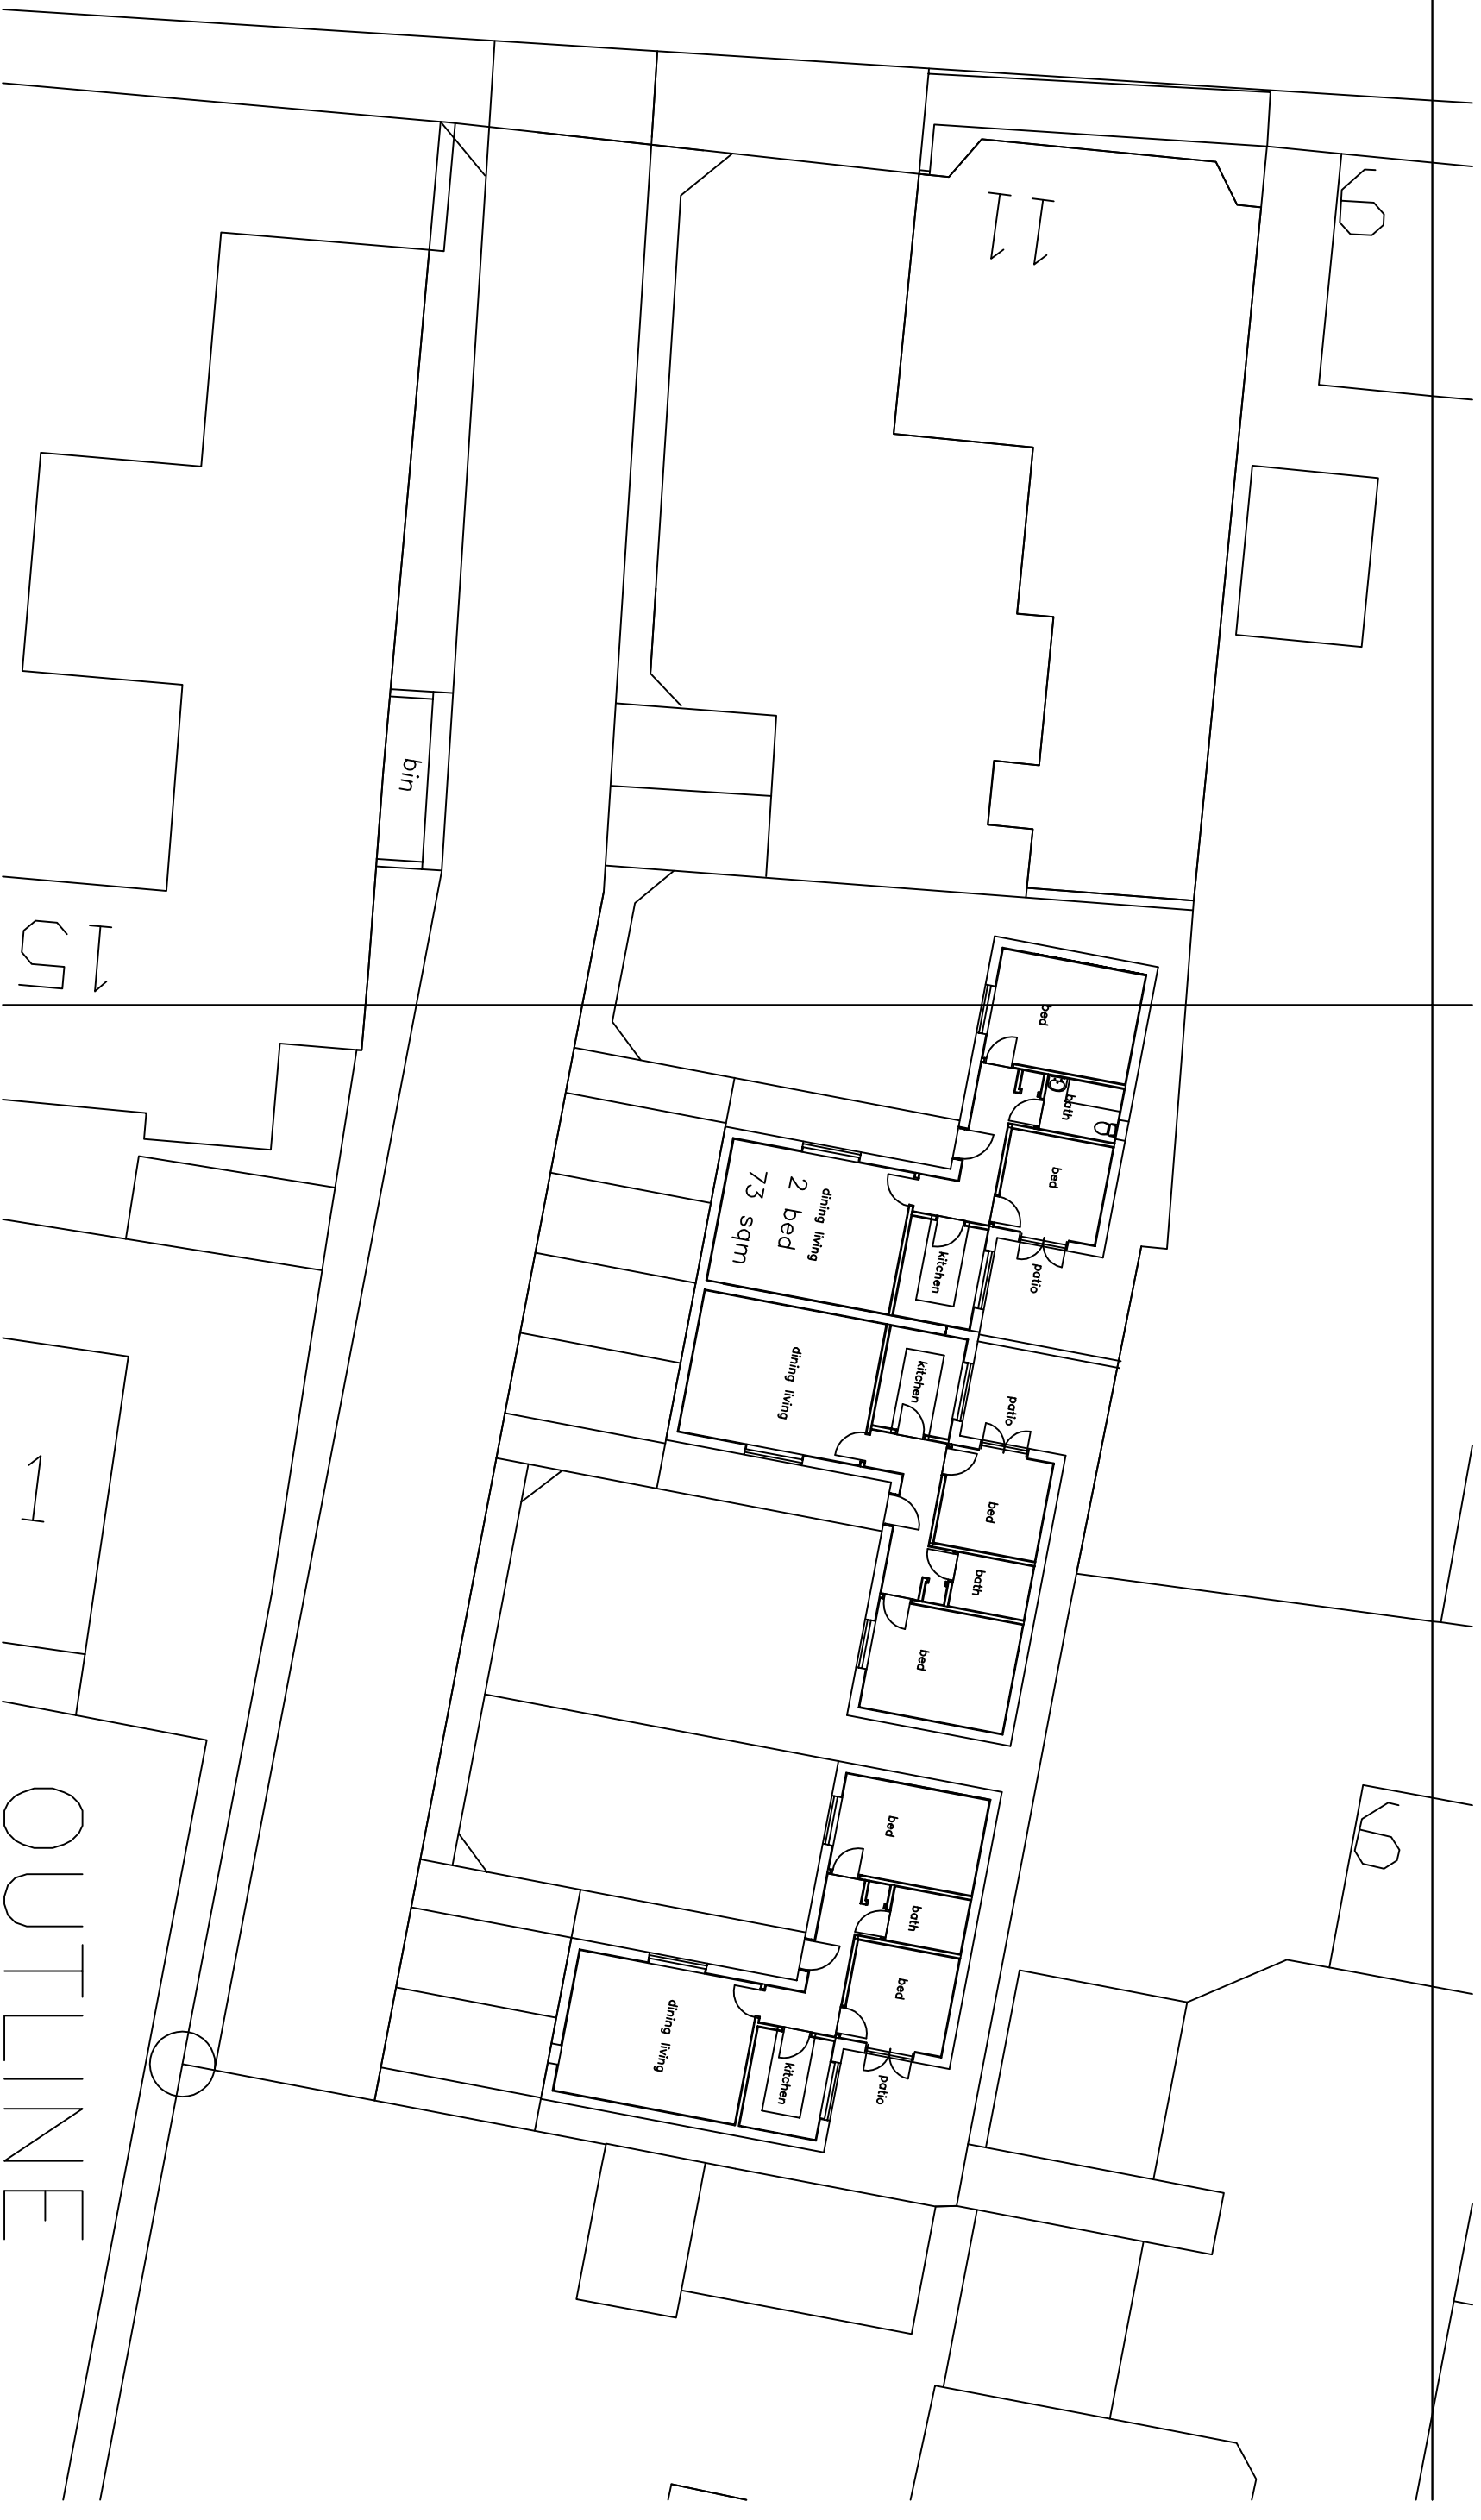 9
11
15
bin
bed
bath
bed
patio
kitchen
dining living
2 bed
73 sqm
dining living
kitchen
patio
bed
bath
bed
1
6
bed
bath
bed
patio
kitchen
dining living
OUTLINE